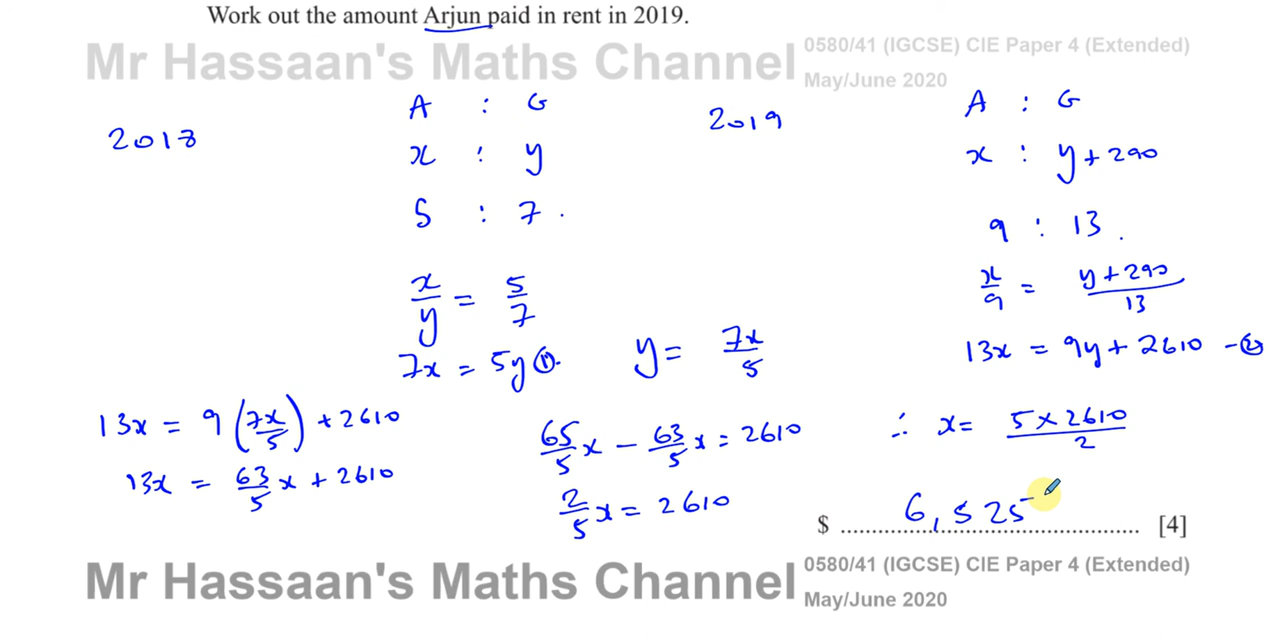 Work out the amount Arjun paid in rent in 2019.
Mr Hassaan's Maths Channel
0580/41 (IGCSE) CIE Paper 4 (Extended)
May/June 2020
2018
A : G
x : y
5 : 7.
x/y = 5/7
7x = 5y ①.
y = 7x/5
2019
A : G
x : y + 290
9 : 13.
x/9 = (y + 290)/13
13x = 9y + 2610 - ②
13x = 9(7x/5) + 2610
13x = 63/5 x + 2610
65/5 x - 63/5 x = 2610
2/5 x = 2610
∴ x = (5 × 2610)/2
$ .......... 6,525 .......... [4]
Mr Hassaan's Maths Channel
0580/41 (IGCSE) CIE Paper 4 (Extended)
May/June 2020